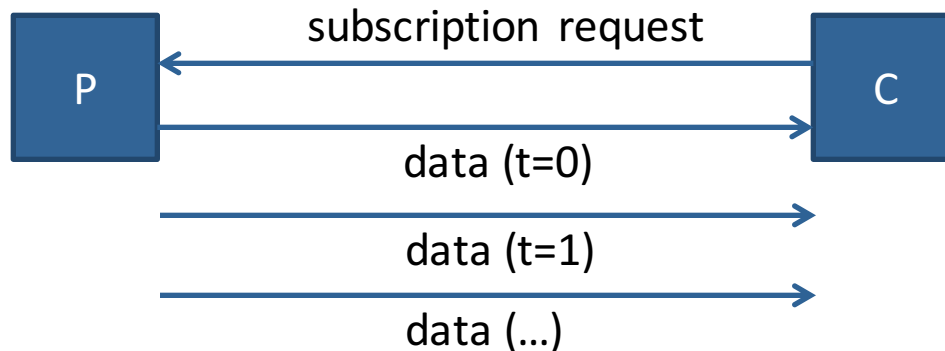 subscription request
P
C
data (t=0)
data (t=1)
data (...)